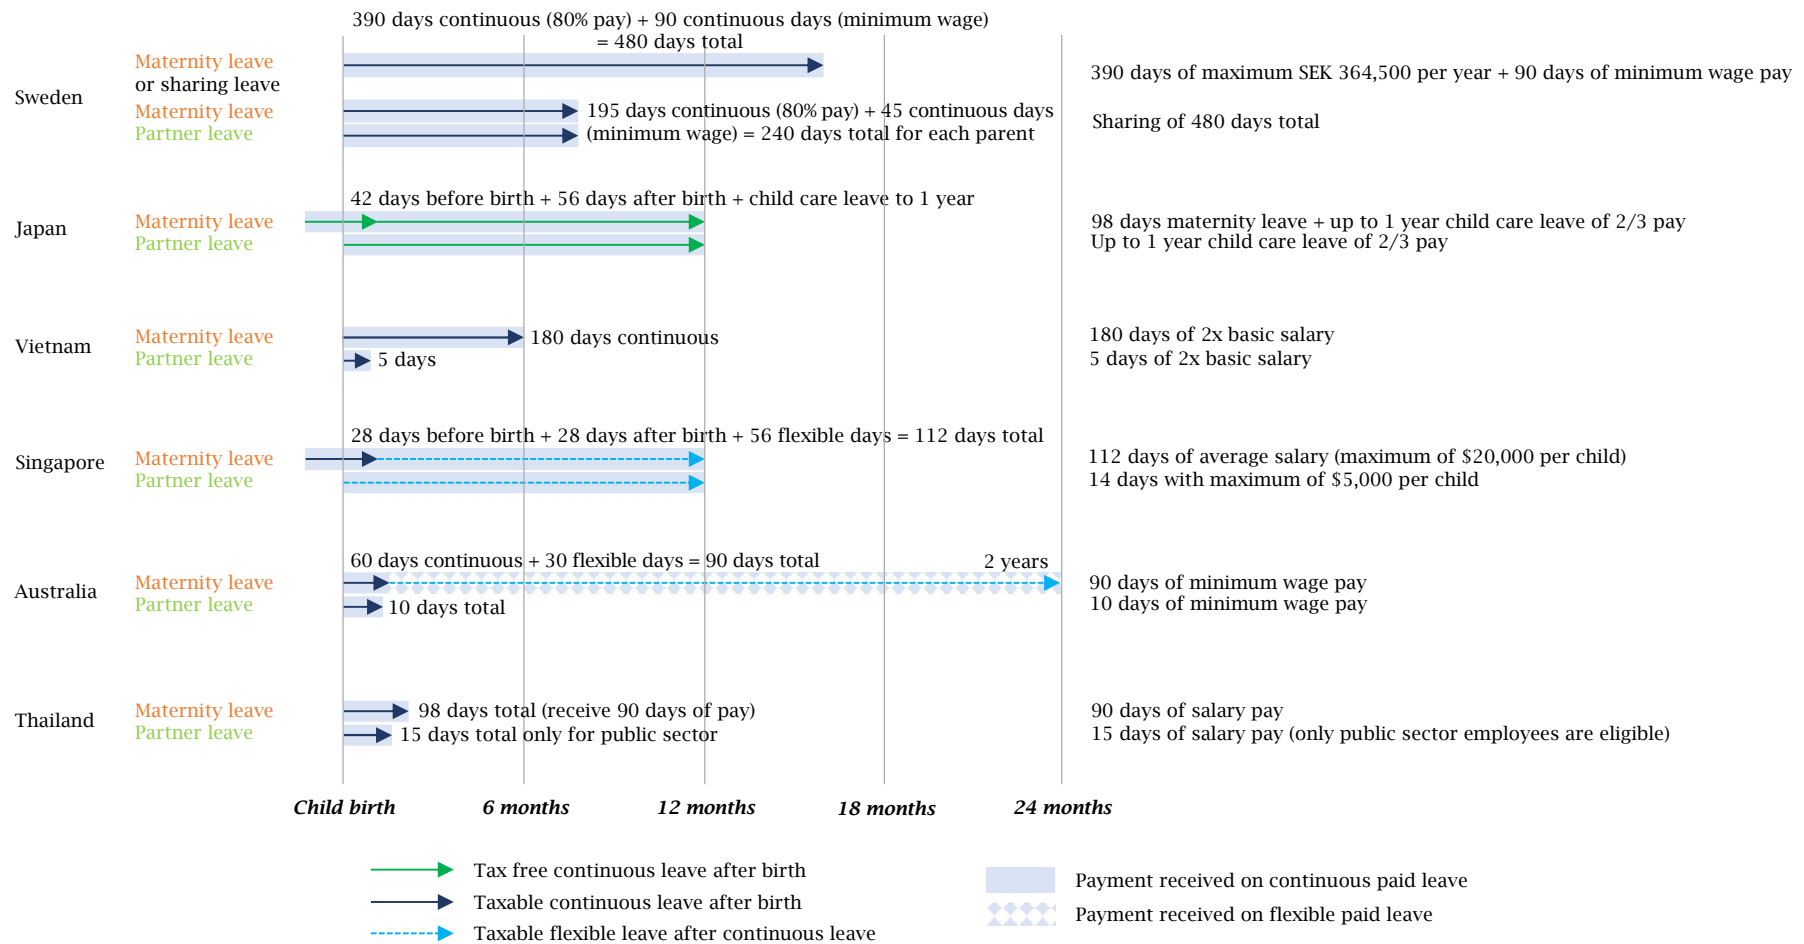 390 days continuous (80% pay) + 90 continuous days (minimum wage)
= 480 days total
Sweden
Maternity leave
or sharing leave
Maternity leave
Partner leave
195 days continuous (80% pay) + 45 continuous days
(minimum wage) = 240 days total for each parent
390 days of maximum SEK 364,500 per year + 90 days of minimum wage pay
Sharing of 480 days total
42 days before birth + 56 days after birth + child care leave to 1 year
Japan
Maternity leave
Partner leave
98 days maternity leave + up to 1 year child care leave of 2/3 pay
Up to 1 year child care leave of 2/3 pay
Vietnam
Maternity leave
Partner leave
180 days continuous
5 days
180 days of 2x basic salary
5 days of 2x basic salary
28 days before birth + 28 days after birth + 56 flexible days = 112 days total
Singapore
Maternity leave
Partner leave
112 days of average salary (maximum of $20,000 per child)
14 days with maximum of $5,000 per child
60 days continuous + 30 flexible days = 90 days total
2 years
Australia
Maternity leave
Partner leave
10 days total
90 days of minimum wage pay
10 days of minimum wage pay
Thailand
Maternity leave
Partner leave
98 days total (receive 90 days of pay)
15 days total only for public sector
90 days of salary pay
15 days of salary pay (only public sector employees are eligible)
Child birth
6 months
12 months
18 months
24 months
Tax free continuous leave after birth
Taxable continuous leave after birth
Taxable flexible leave after continuous leave
Payment received on continuous paid leave
Payment received on flexible paid leave